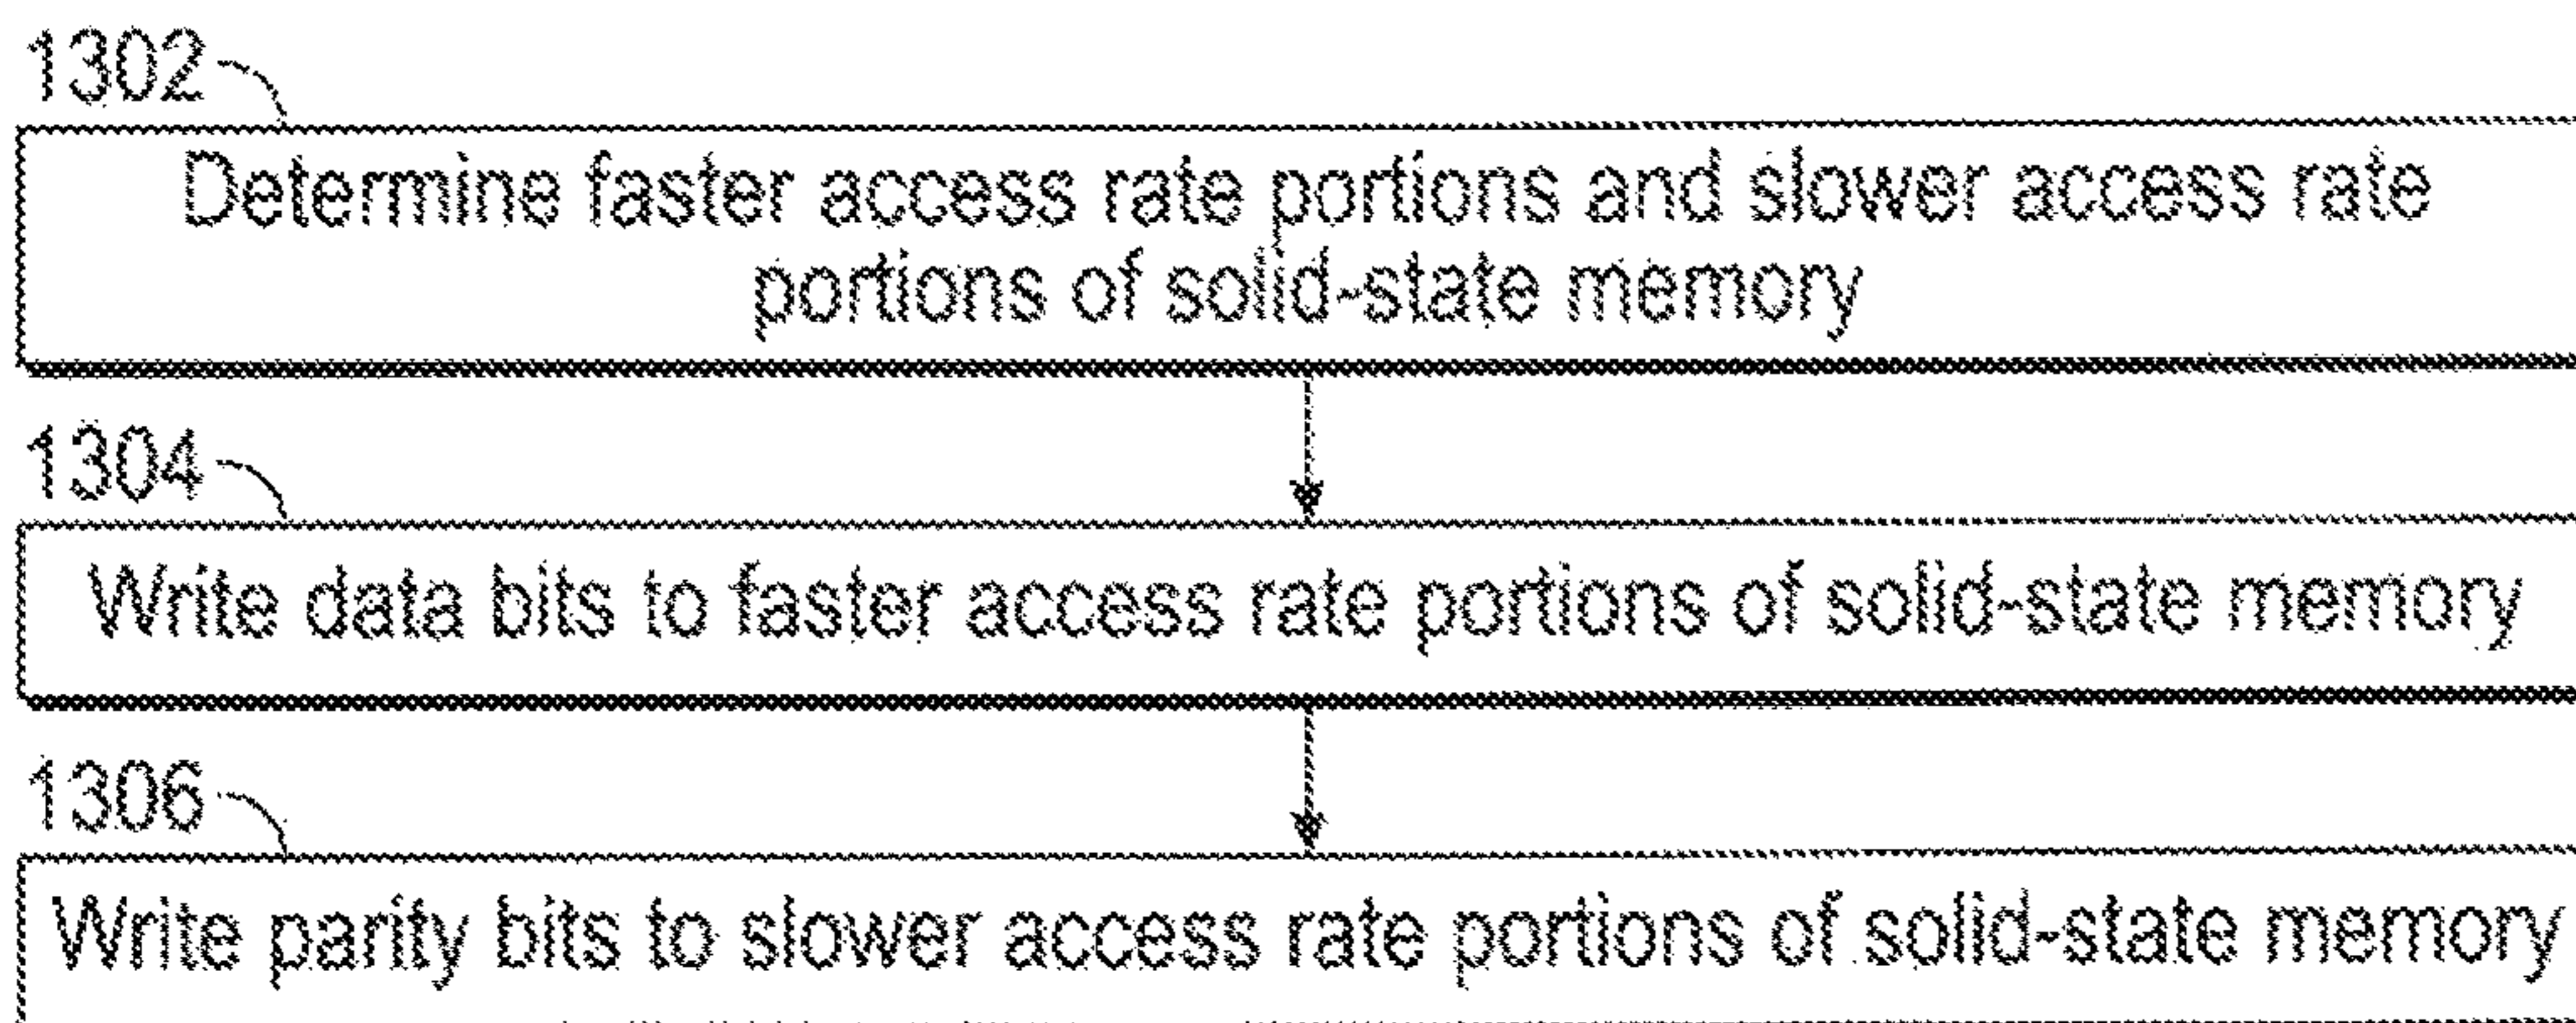 1302
Determine faster access rate portions and slower access rate
portions of solid-state memory
1304
Write data bits to faster access rate portions of solid-state memory
1306
Write parity bits to slower access rate portions of solid-state memory